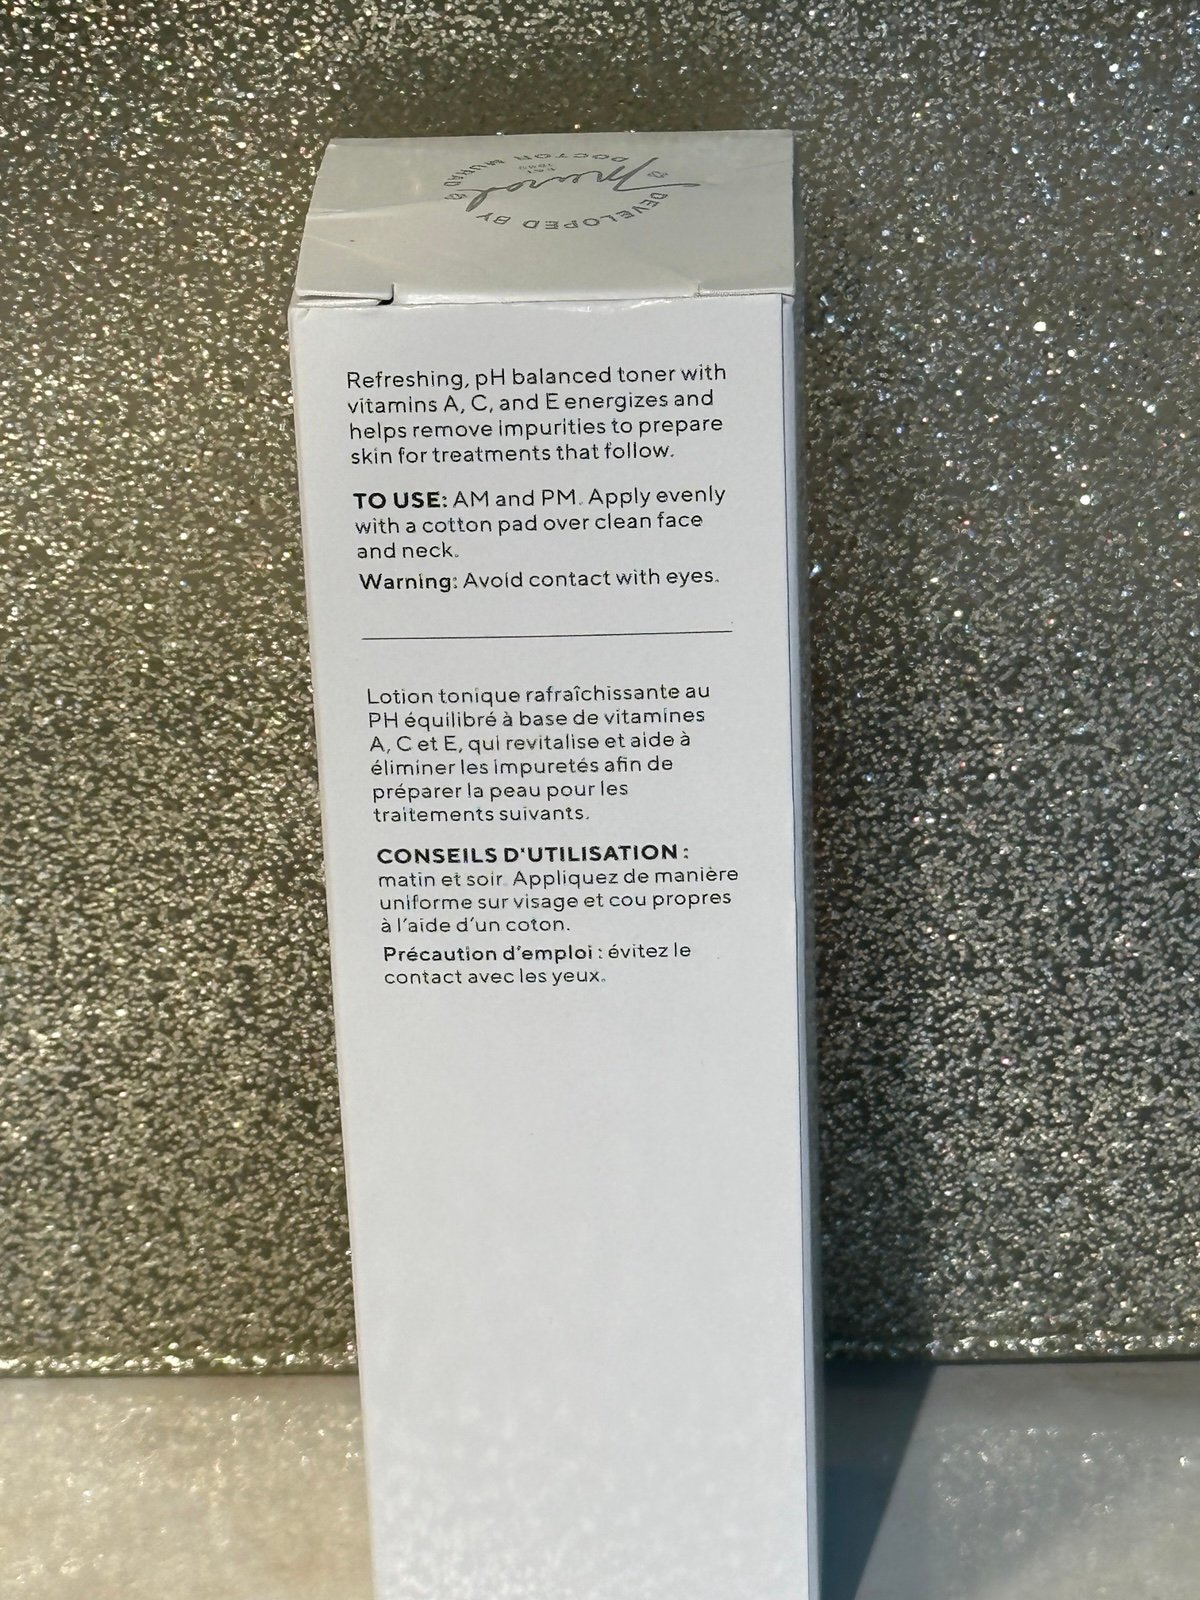 DEVELOPED BY
DOCTOR MURAD
Murad
EST.
1989
Refreshing, pH balanced toner with
vitamins A, C, and E energizes and
helps remove impurities to prepare
skin for treatments that follow.
TO USE: AM and PM. Apply evenly
with a cotton pad over clean face
and neck.
Warning: Avoid contact with eyes.
Lotion tonique rafraîchissante au
PH équilibré à base de vitamines
A, C et E, qui revitalise et aide à
éliminer les impuretés afin de
préparer la peau pour les
traitements suivants.
CONSEILS D'UTILISATION :
matin et soir. Appliquez de manière
uniforme sur visage et cou propres
à l'aide d'un coton.
Précaution d'emploi : évitez le
contact avec les yeux.